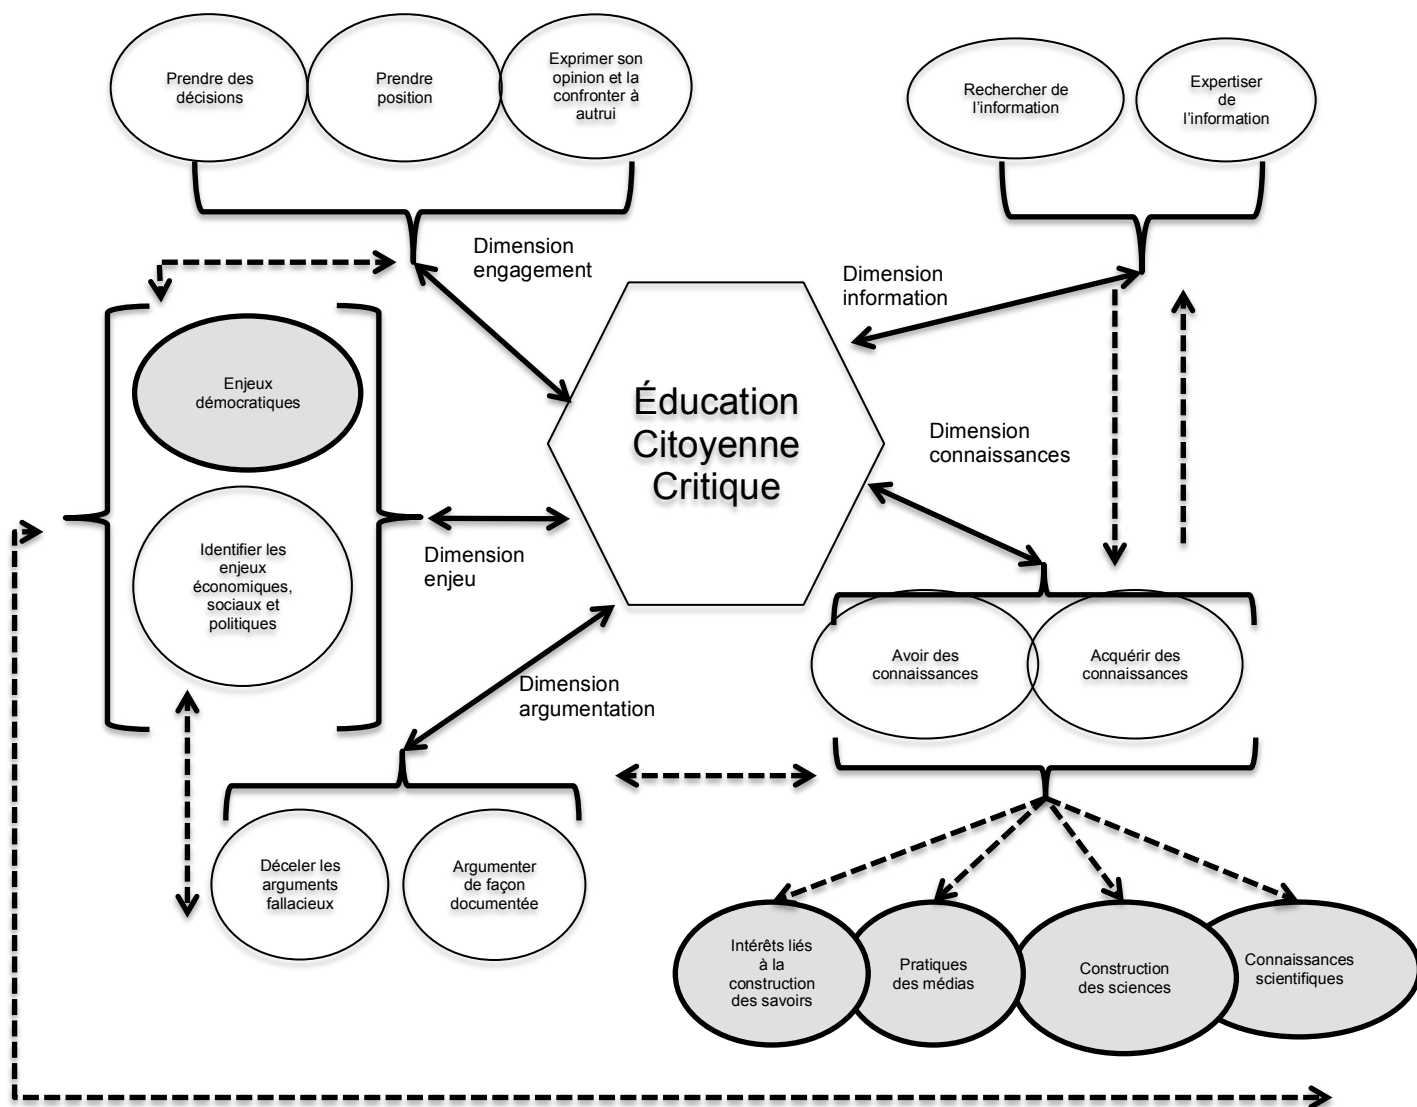 Prendre des
décisions
Prendre
position
Exprimer son
opinion et la
confronter à
autrui
Rechercher de
l'information
Expertiser
de
l'information
Dimension
engagement
Dimension
information
Enjeux
démocratiques
Éducation
Citoyenne
Critique
Dimension
connaissances
Identifier les
enjeux
économiques,
sociaux et
politiques
Dimension
enjeu
Avoir des
connaissances
Acquérir des
connaissances
Dimension
argumentation
Déceler les
arguments
fallacieux
Argumenter
de façon
documentée
Intérêts liés
à la
construction
des savoirs
Pratiques
des médias
Construction
des sciences
Connaissances
scientifiques